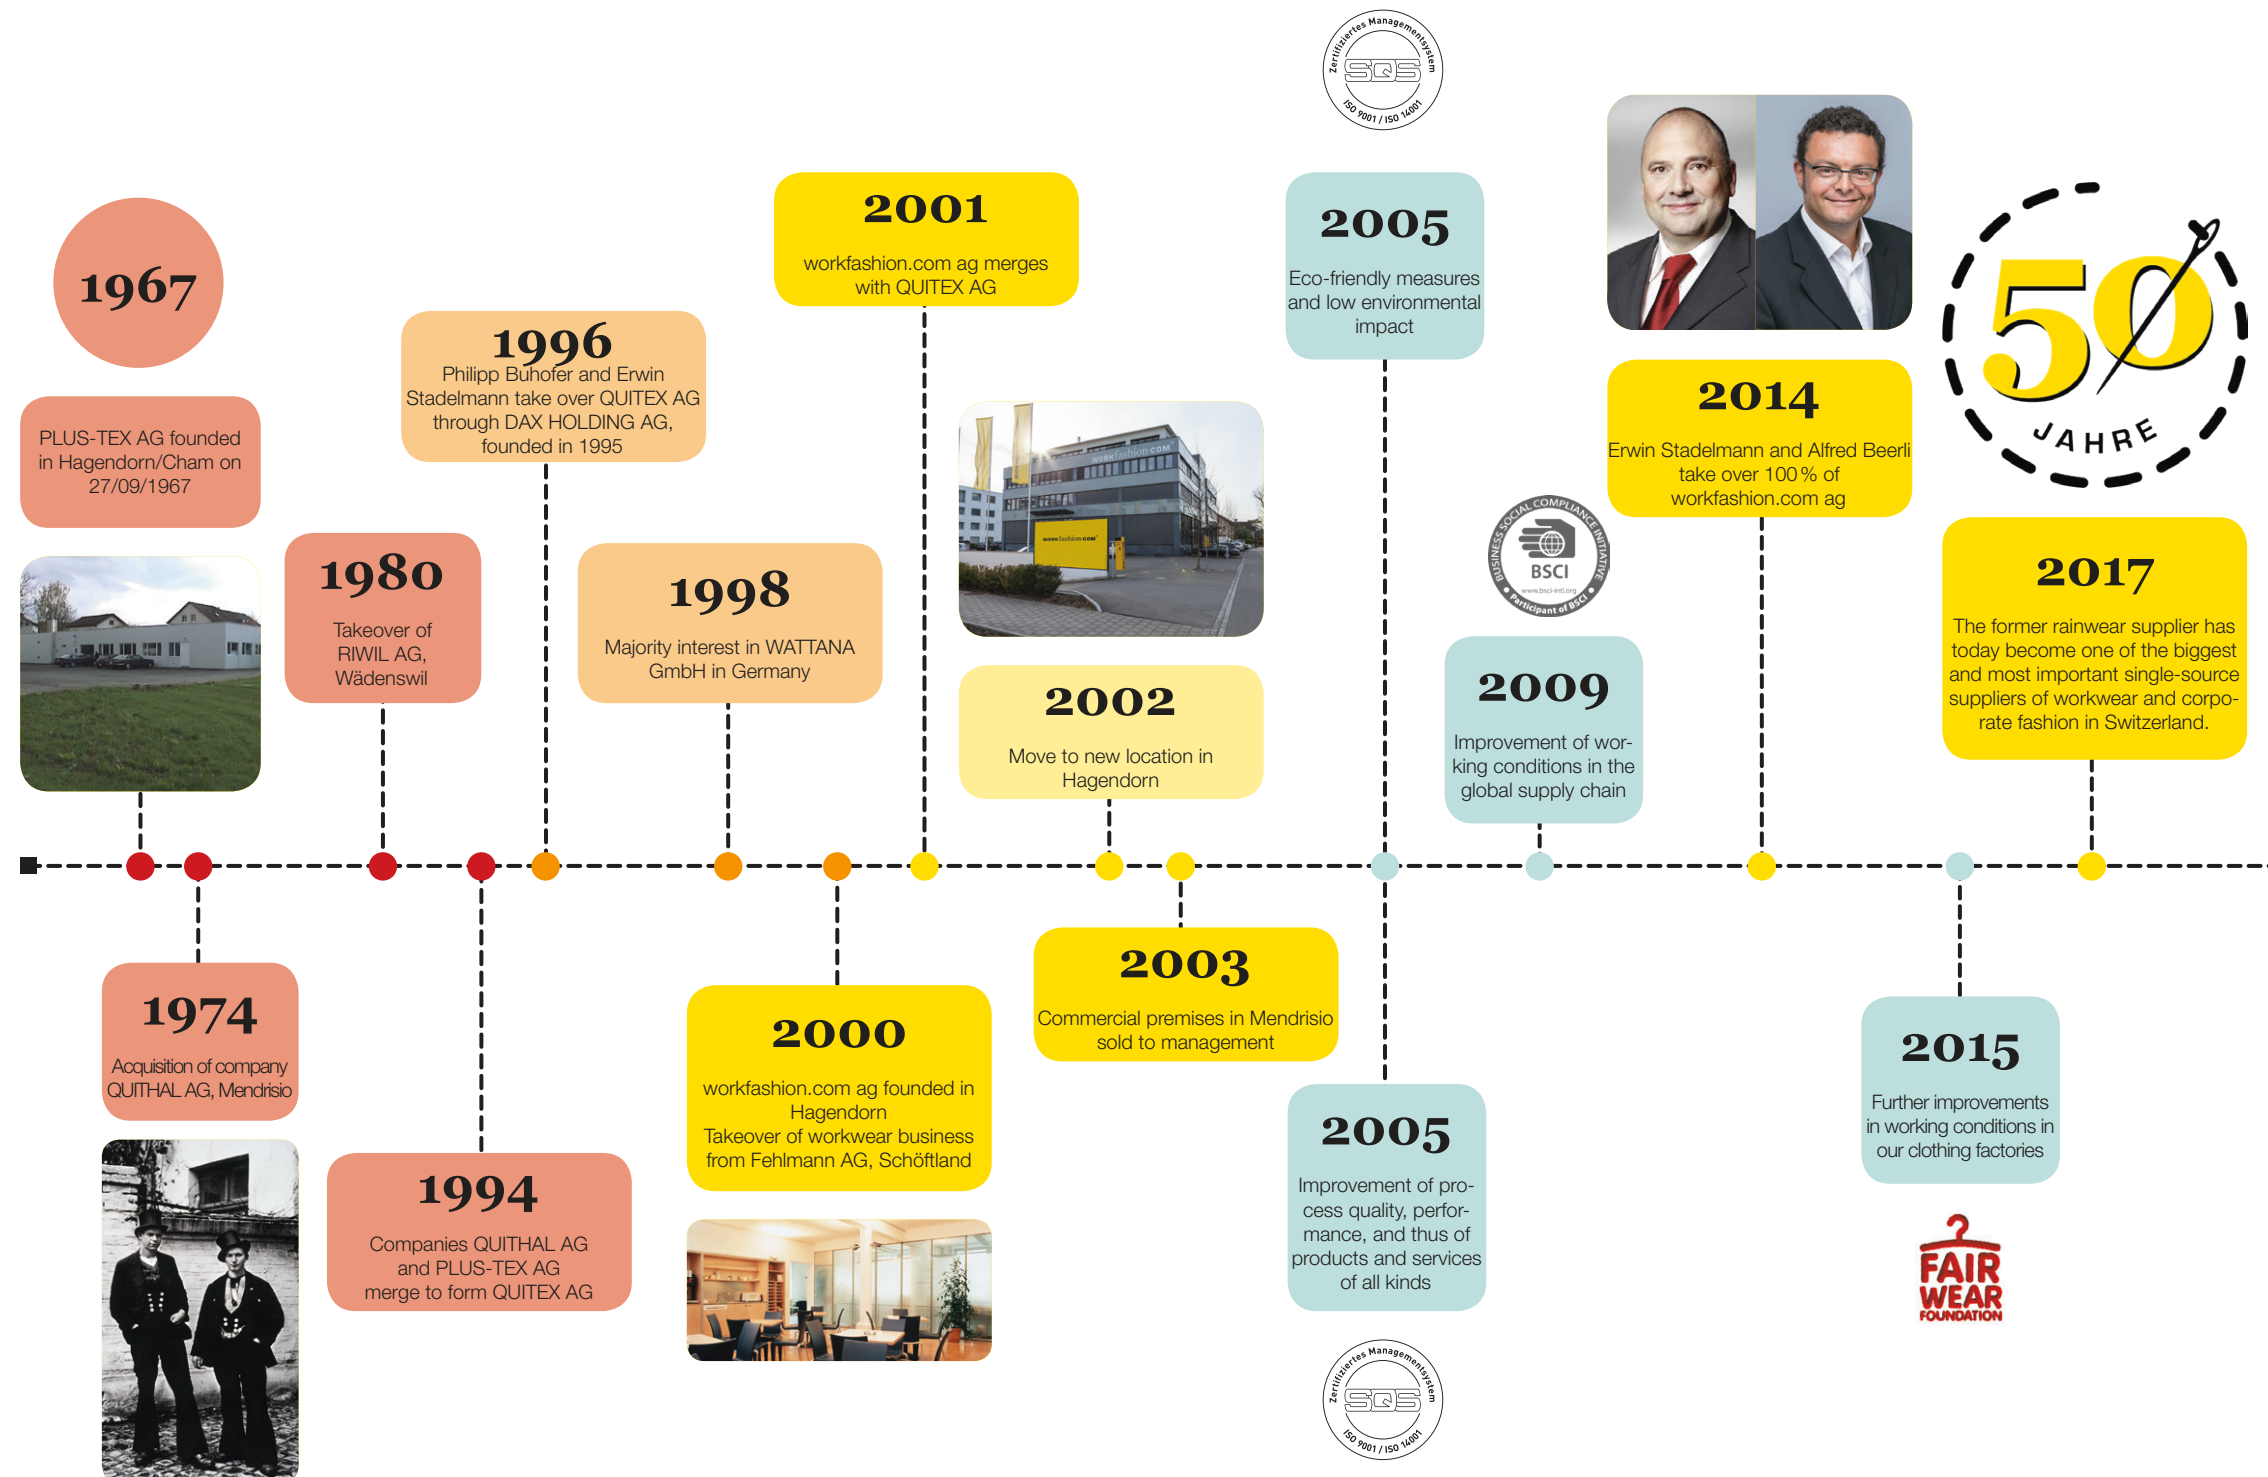 1967
PLUS-TEX AG founded
in Hagendorn/Cham on
27/09/1967
1974
Acquisition of company
QUITHAL AG, Mendrisio
1980
Takeover of
RIWIL AG,
Wädenswil
1994
Companies QUITHAL AG
and PLUS-TEX AG
merge to form QUITEX AG
1996
Philipp Buhofer and Erwin
Stadelmann take over QUITEX AG
through DAX HOLDING AG,
founded in 1995
1998
Majority interest in WATTANA
GmbH in Germany
2000
workfashion.com ag founded in
Hagendorn
Takeover of workwear business
from Fehlmann AG, Schöftland
2001
workfashion.com ag merges
with QUITEX AG
WORKfashion.COM
WORKfashion.COM
2002
Move to new location in
Hagendorn
2003
Commercial premises in Mendrisio
sold to management
Zertifiziertes Managementsystem
SQS
ISO 9001 / ISO 14001
2005
Eco-friendly measures
and low environmental
impact
2005
Improvement of pro-
cess quality, perfor-
mance, and thus of
products and services
of all kinds
Zertifiziertes Managementsystem
SQS
ISO 9001 / ISO 14001
BUSINESS SOCIAL COMPLIANCE INITIATIVE
BSCI
www.bsci-intl.org
Participant of BSCI
2009
Improvement of wor-
king conditions in the
global supply chain
2014
Erwin Stadelmann and Alfred Beerli
take over 100 % of
workfashion.com ag
2015
Further improvements
in working conditions in
our clothing factories
FAIR
WEAR
FOUNDATION
50
JAHRE
2017
The former rainwear supplier has
today become one of the biggest
and most important single-source
suppliers of workwear and corpo-
rate fashion in Switzerland.